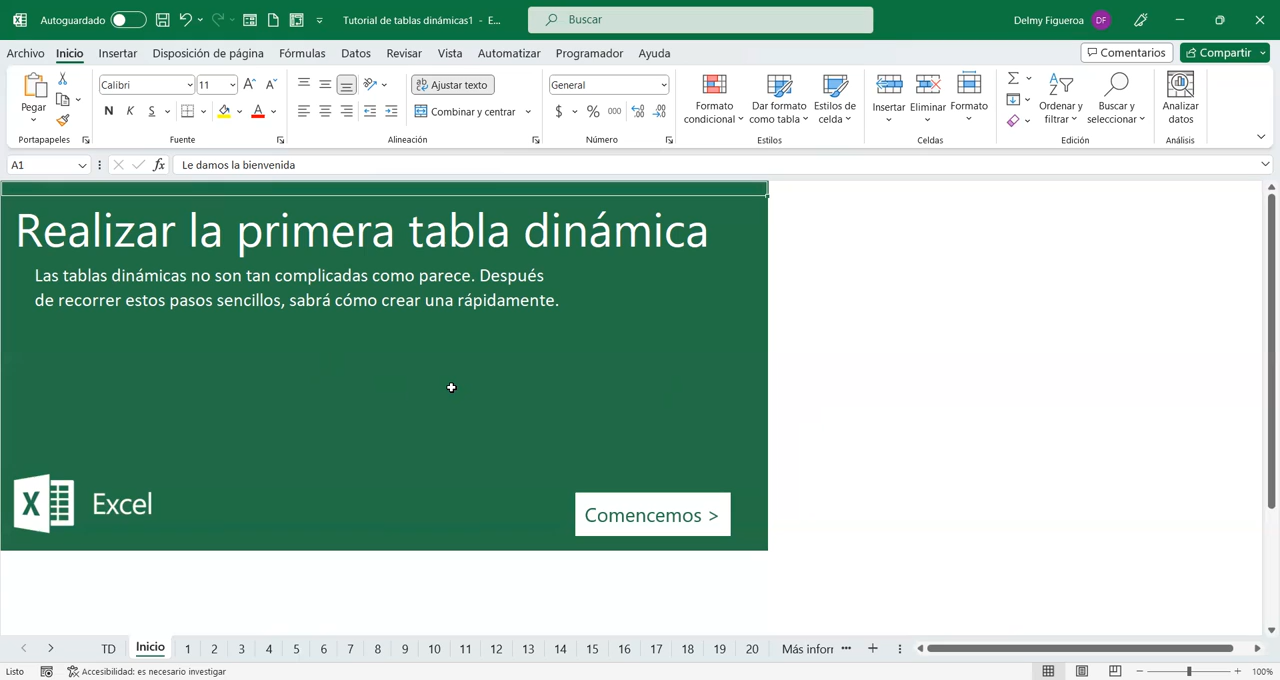 Autoguardado
Tutorial de tablas dinámicas1 - E...
Buscar
Delmy Figueroa DF
Archivo Inicio Insertar Disposición de página Fórmulas Datos Revisar Vista Automatizar Programador Ayuda
Comentarios Compartir
Pegar
Calibri 11
N K S
Ajustar texto
Combinar y centrar
General
$ % 000
Formato condicional
Dar formato como tabla
Estilos de celda
Insertar Eliminar Formato
Ordenar y filtrar
Buscar y seleccionar
Analizar datos
Portapapeles Fuente Alineación Número Estilos Celdas Edición Análisis
A1 fx Le damos la bienvenida
Realizar la primera tabla dinámica
Las tablas dinámicas no son tan complicadas como parece. Después
de recorrer estos pasos sencillos, sabrá cómo crear una rápidamente.
X Excel
Comencemos >
TD Inicio 1 2 3 4 5 6 7 8 9 10 11 12 13 14 15 16 17 18 19 20 Más inforr ...
Listo Accesibilidad: es necesario investigar 100%